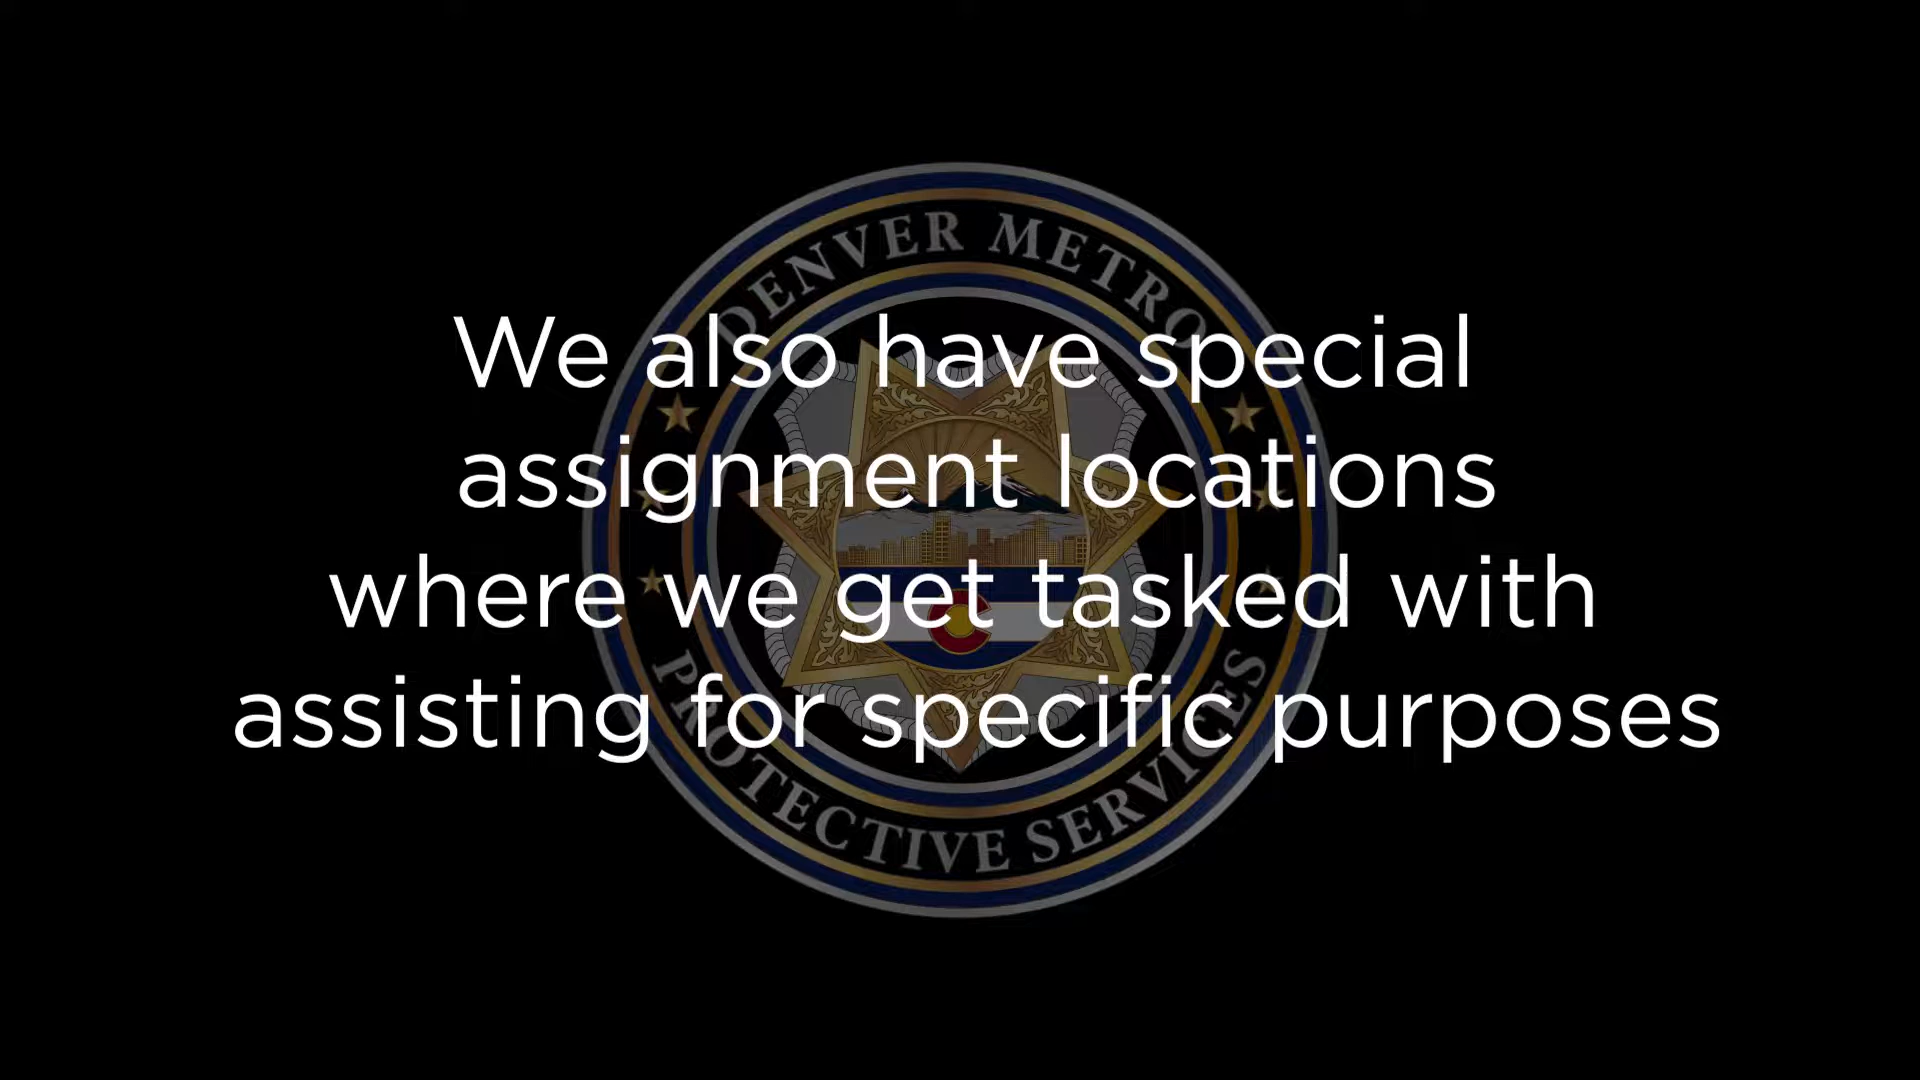 DENVER METRO
We also have special
assignment locations
where we get tasked with
assisting for specific purposes
PROTECTIVE SERVICES